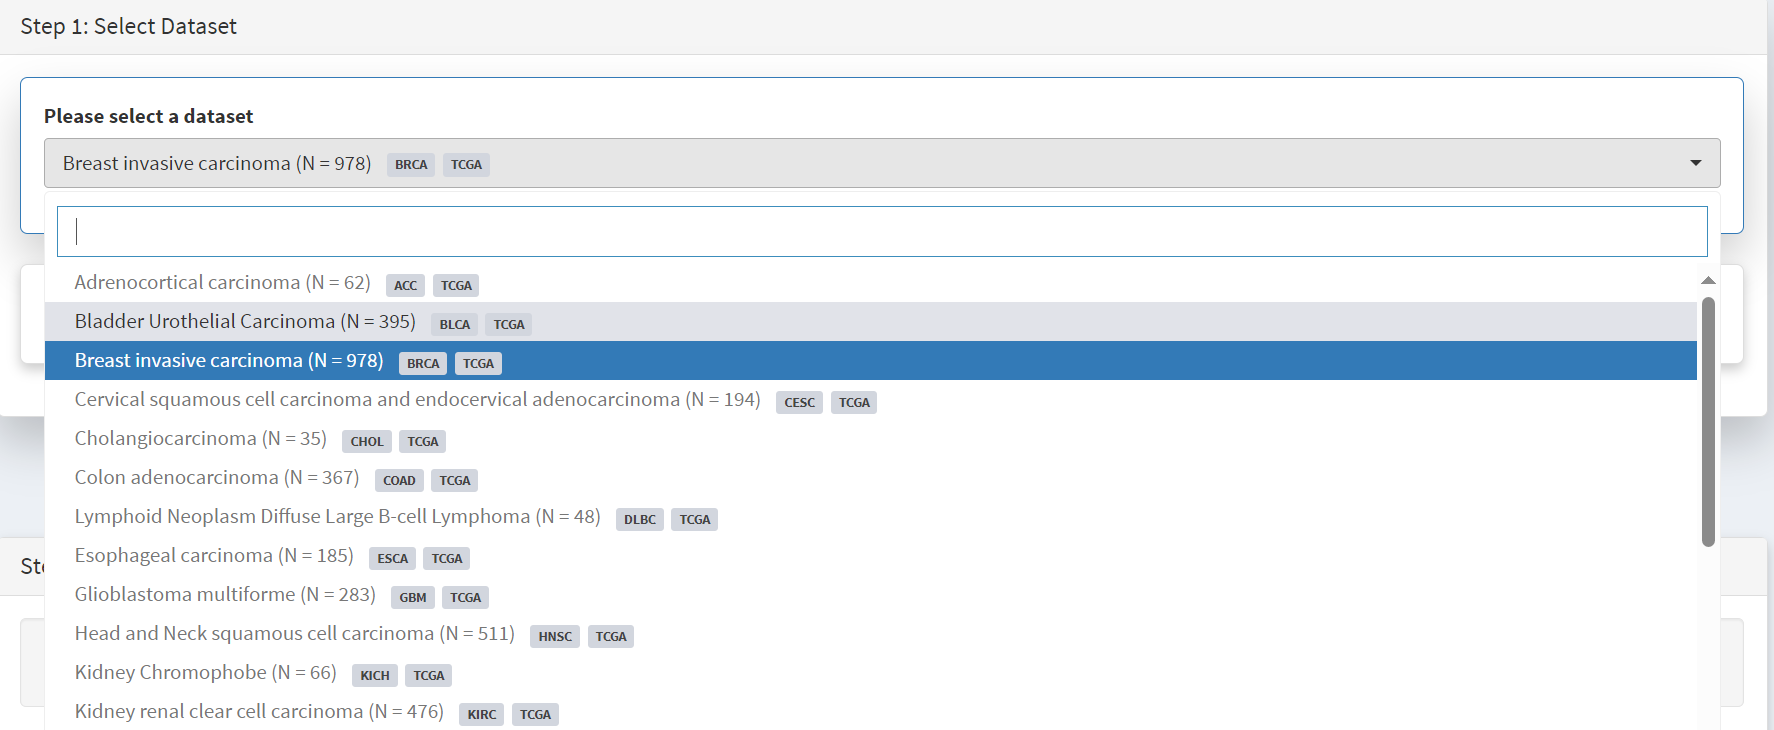 Step 1: Select Dataset
Please select a dataset
Breast invasive carcinoma (N = 978) BRCA TCGA
Adrenocortical carcinoma (N = 62) ACC TCGA
Bladder Urothelial Carcinoma (N = 395) BLCA TCGA
Breast invasive carcinoma (N = 978) BRCA TCGA
Cervical squamous cell carcinoma and endocervical adenocarcinoma (N = 194) CESC TCGA
Cholangiocarcinoma (N = 35) CHOL TCGA
Colon adenocarcinoma (N = 367) COAD TCGA
Lymphoid Neoplasm Diffuse Large B-cell Lymphoma (N = 48) DLBC TCGA
Esophageal carcinoma (N = 185) ESCA TCGA
Glioblastoma multiforme (N = 283) GBM TCGA
Head and Neck squamous cell carcinoma (N = 511) HNSC TCGA
Kidney Chromophobe (N = 66) KICH TCGA
Kidney renal clear cell carcinoma (N = 476) KIRC TCGA